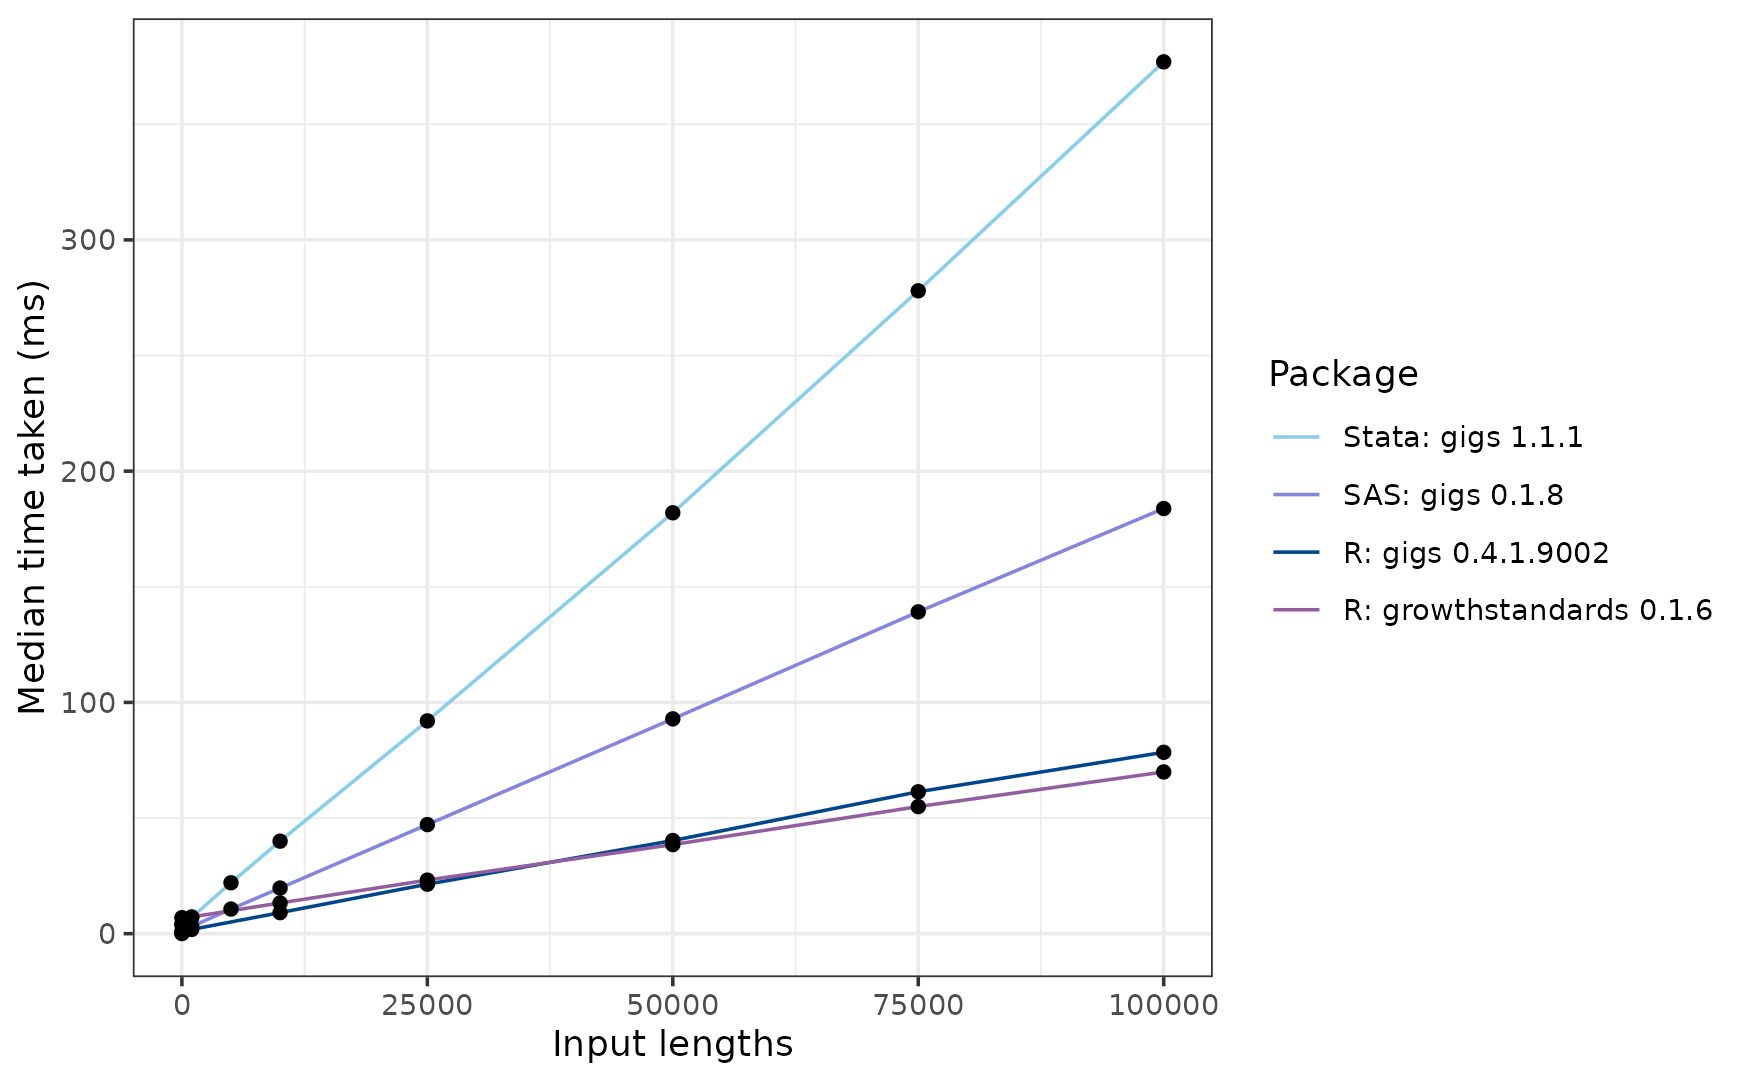 300
200
100
0
Median time taken (ms)
0 25000 50000 75000 100000
Input lengths
Package
Stata: gigs 1.1.1
SAS: gigs 0.1.8
R: gigs 0.4.1.9002
R: growthstandards 0.1.6